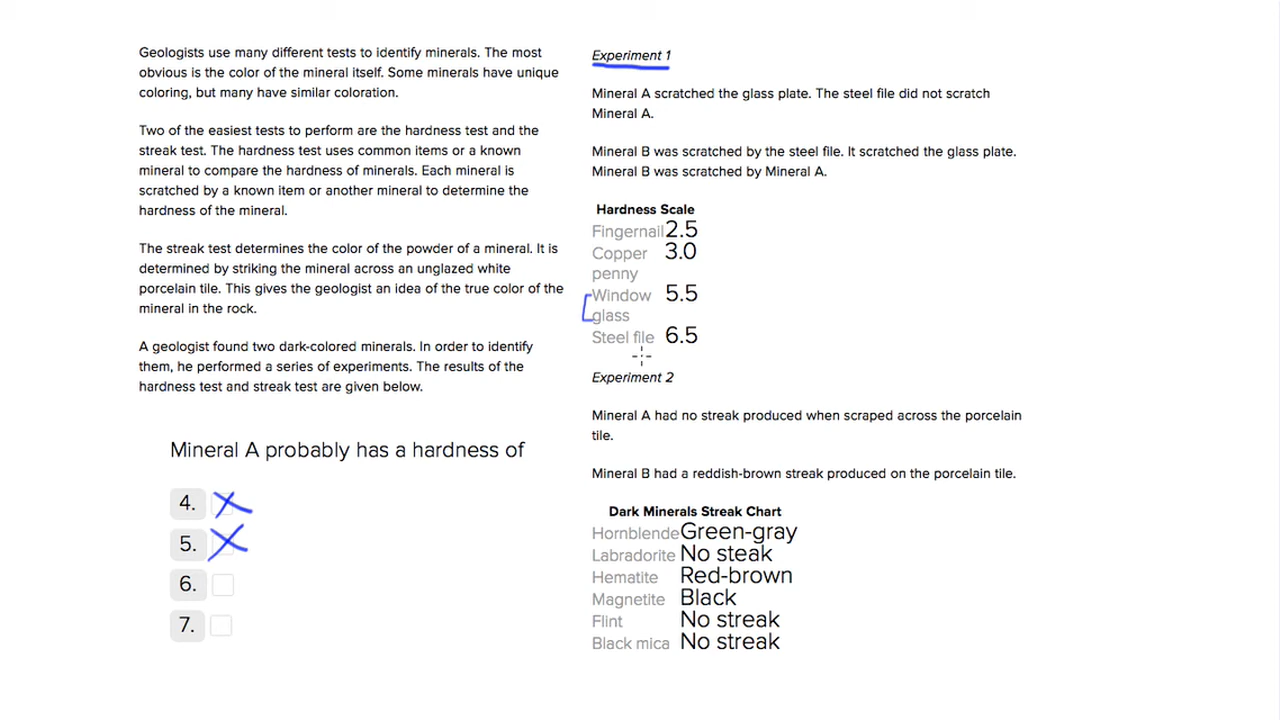 Geologists use many different tests to identify minerals. The most
obvious is the color of the mineral itself. Some minerals have unique
coloring, but many have similar coloration.
Two of the easiest tests to perform are the hardness test and the
streak test. The hardness test uses common items or a known
mineral to compare the hardness of minerals. Each mineral is
scratched by a known item or another mineral to determine the
hardness of the mineral.
The streak test determines the color of the powder of a mineral. It is
determined by striking the mineral across an unglazed white
porcelain tile. This gives the geologist an idea of the true color of the
mineral in the rock.
A geologist found two dark-colored minerals. In order to identify
them, he performed a series of experiments. The results of the
hardness test and streak test are given below.
Mineral A probably has a hardness of
4.
5.
6.
7.
Experiment 1
Mineral A scratched the glass plate. The steel file did not scratch
Mineral A.
Mineral B was scratched by the steel file. It scratched the glass plate.
Mineral B was scratched by Mineral A.
Hardness Scale
Fingernail 2.5
Copper 3.0
penny
Window 5.5
glass
Steel file 6.5
Experiment 2
Mineral A had no streak produced when scraped across the porcelain
tile.
Mineral B had a reddish-brown streak produced on the porcelain tile.
Dark Minerals Streak Chart
Hornblende Green-gray
Labradorite No steak
Hematite Red-brown
Magnetite Black
Flint No streak
Black mica No streak